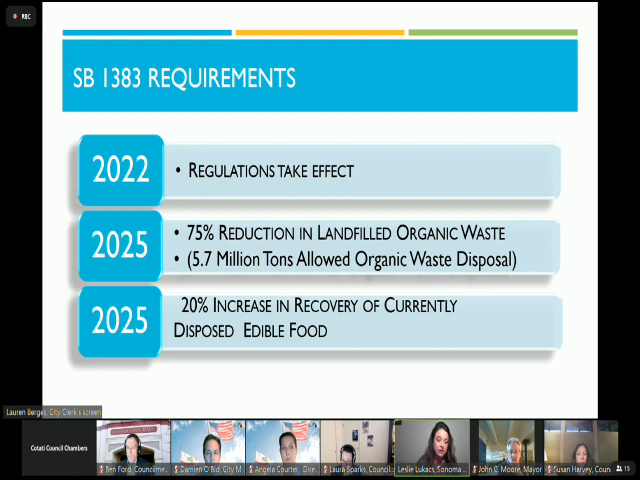 REC
SB 1383 REQUIREMENTS
2022
• REGULATIONS TAKE EFFECT
2025
• 75% REDUCTION IN LANDFILLED ORGANIC WASTE
• (5.7 Million Tons Allowed Organic Waste Disposal)
2025
20% INCREASE IN RECOVERY OF CURRENTLY
DISPOSED EDIBLE FOOD
Lauren Berges, City Clerk's screen
Cotati Council Chambers
Ben Ford, Councilme...
Damien O'Bid, City M...
Angela Courter, Dire...
Laura Sparks, Council...
Leslie Lukacs, Sonoma ...
John C. Moore, Mayor
Susan Harvey, Coun
15